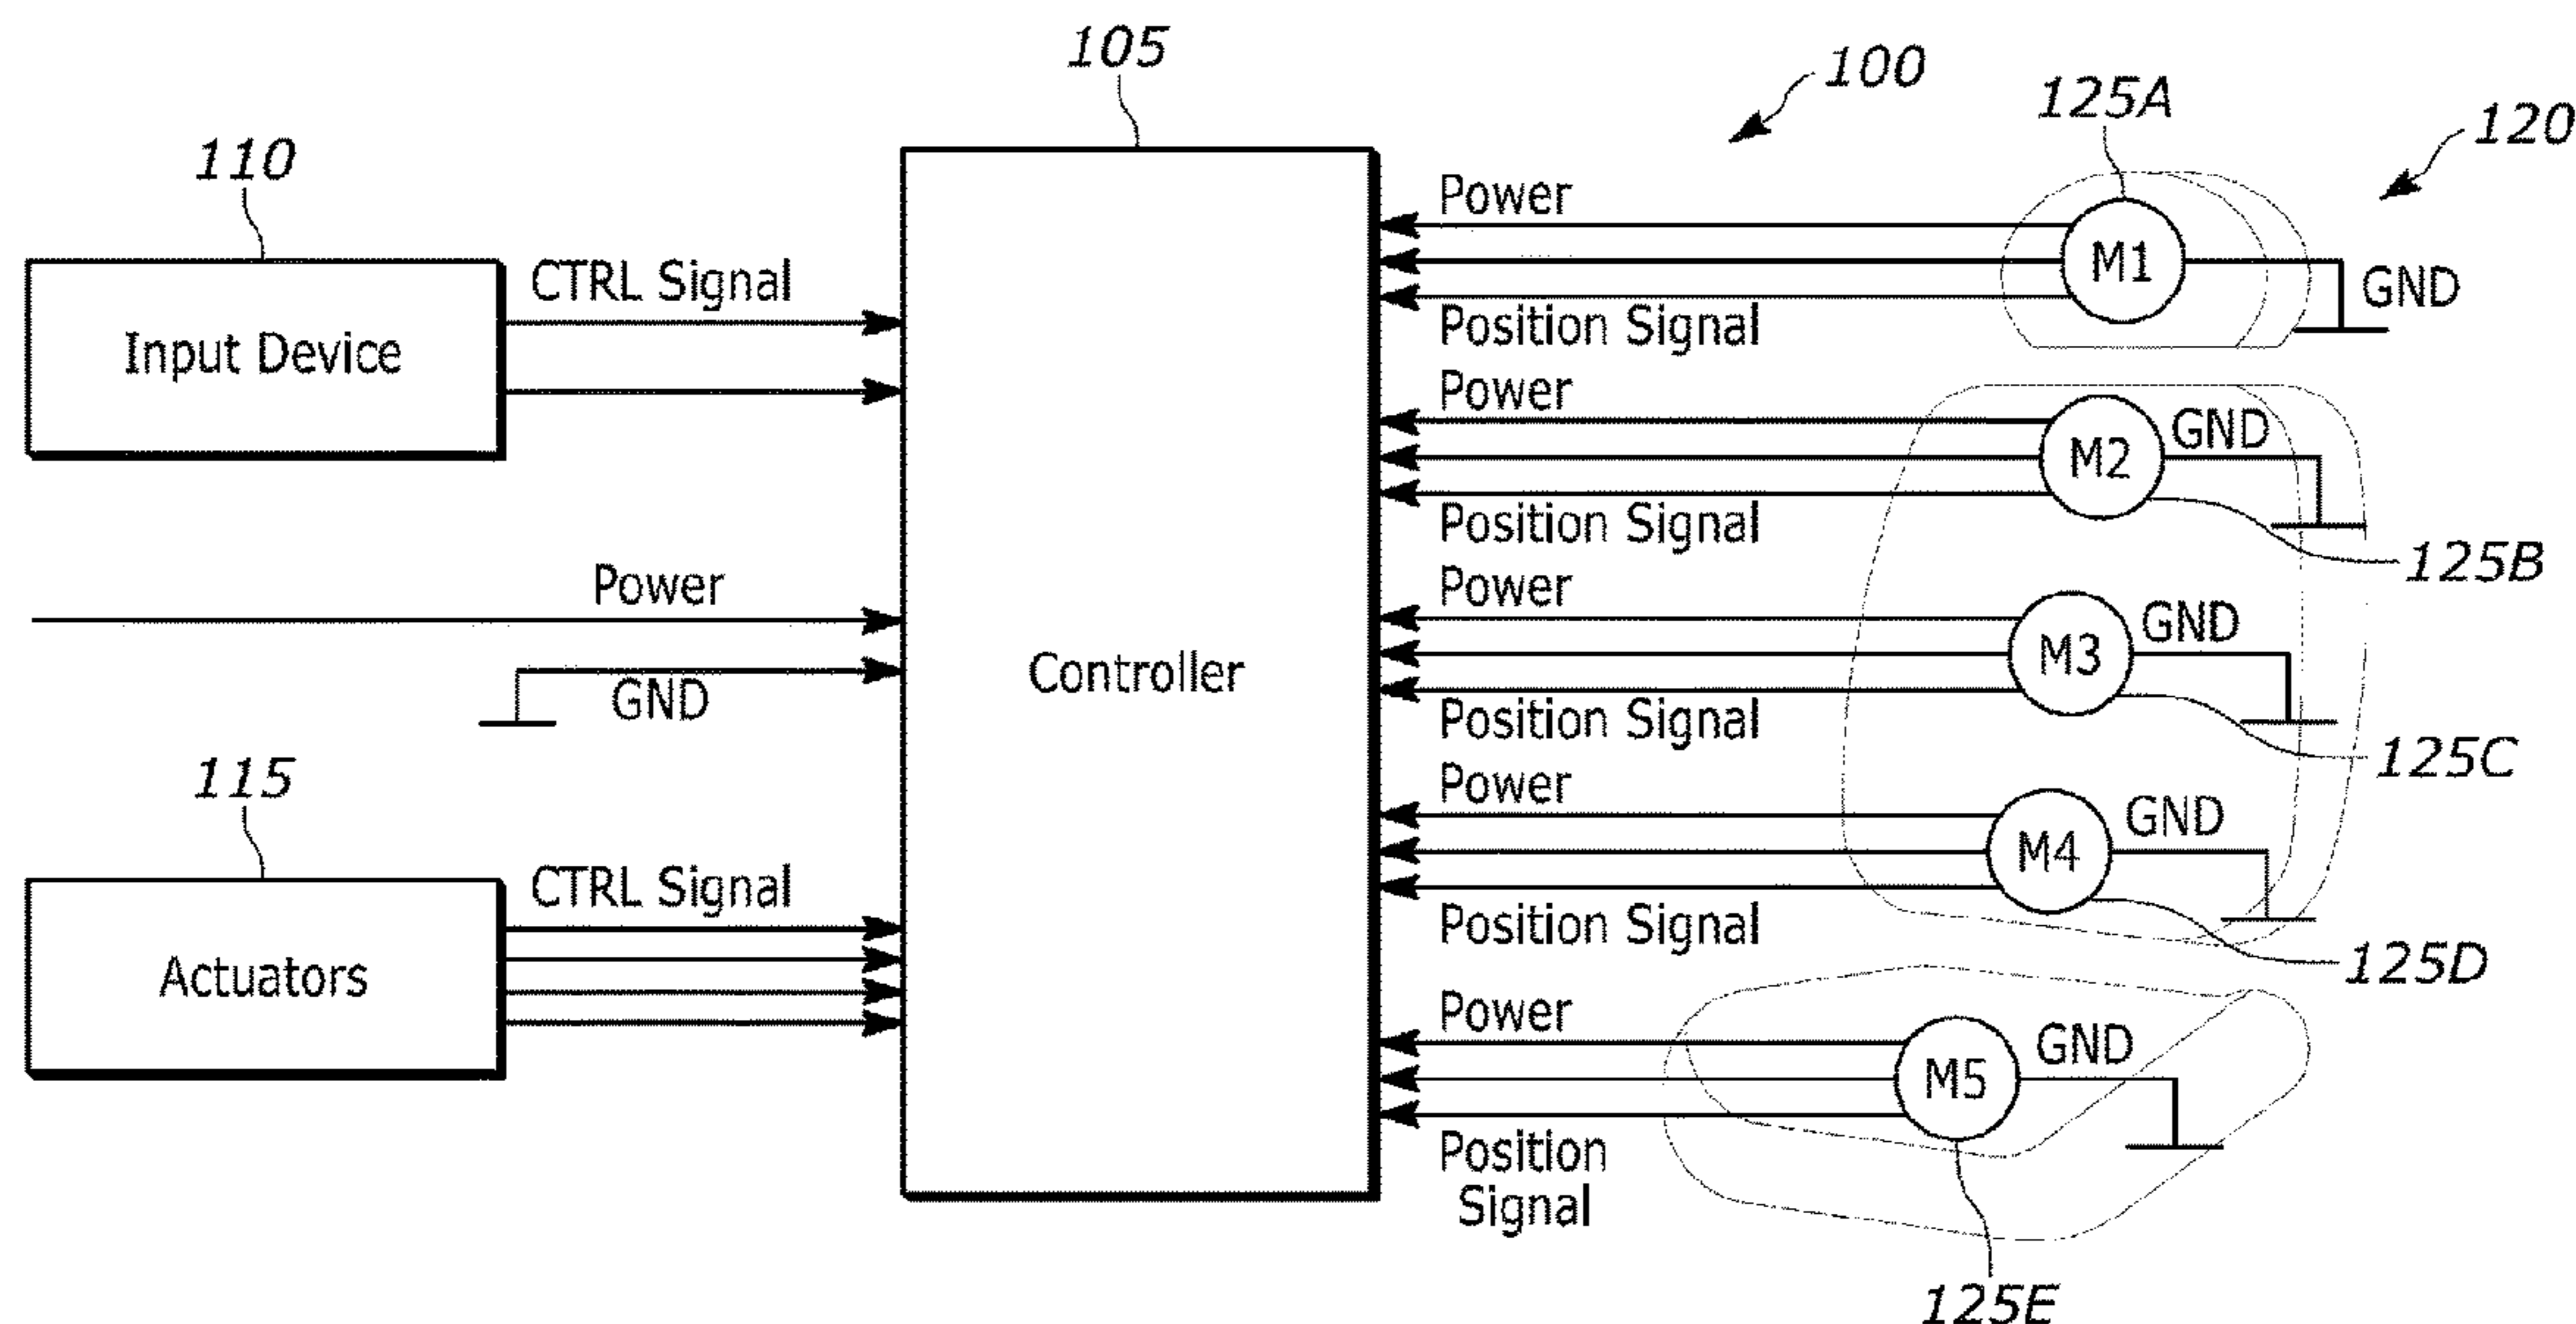 105
100
125A
120
110
Power
CTRL Signal
M1
GND
Input Device
Position Signal
Power
GND
M2
Position Signal
125B
Power
Power
GND
M3
Controller
GND
Position Signal
125C
115
Power
GND
M4
CTRL Signal
Position Signal
125D
Actuators
Power
GND
M5
Position
Signal
125E